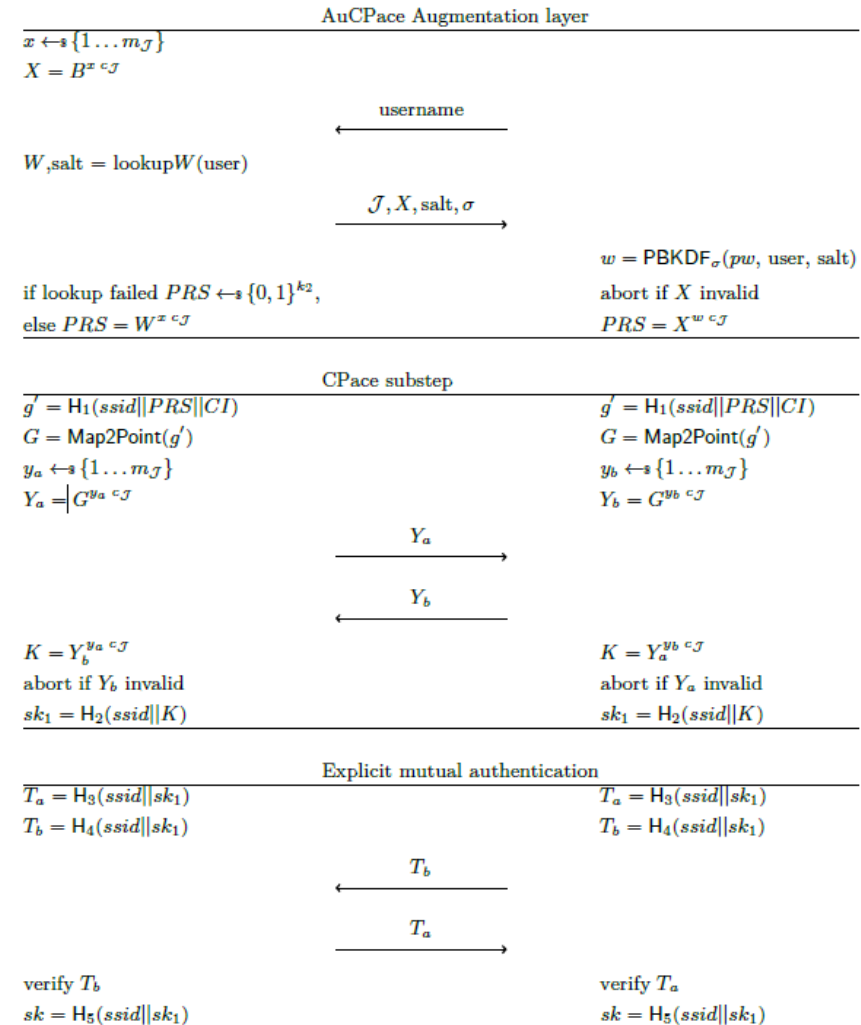 AuCPace Augmentation layer
x ←$ {1 … m_𝒥}
X = B^{x c_𝒥}
username
W,salt = lookupW(user)
𝒥, X, salt, σ
w = PBKDF_σ(pw, user, salt)
if lookup failed PRS ←$ {0, 1}^{k_2}, abort if X invalid
else PRS = W^{x c_𝒥} PRS = X^{w c_𝒥}
CPace substep
g′ = H_1(ssid||PRS||CI) g′ = H_1(ssid||PRS||CI)
G = Map2Point(g′) G = Map2Point(g′)
y_a ←$ {1 … m_𝒥} y_b ←$ {1 … m_𝒥}
Y_a = G^{y_a c_𝒥} Y_b = G^{y_b c_𝒥}
Y_a
Y_b
K = Y_b^{y_a c_𝒥} K = Y_a^{y_b c_𝒥}
abort if Y_b invalid abort if Y_a invalid
sk_1 = H_2(ssid||K) sk_1 = H_2(ssid||K)
Explicit mutual authentication
T_a = H_3(ssid||sk_1) T_a = H_3(ssid||sk_1)
T_b = H_4(ssid||sk_1) T_b = H_4(ssid||sk_1)
T_b
T_a
verify T_b verify T_a
sk = H_5(ssid||sk_1) sk = H_5(ssid||sk_1)